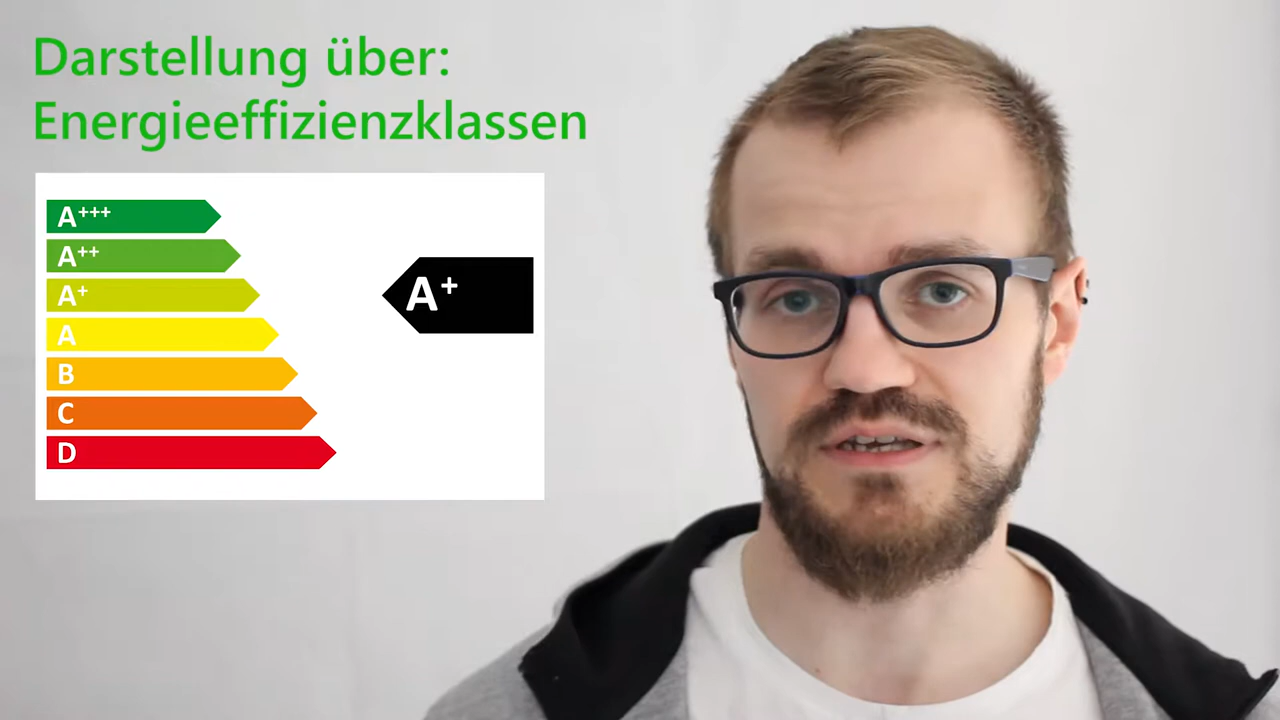 Darstellung über:
Energieeffizienzklassen
A+++
A++
A+
A+
A
B
C
D